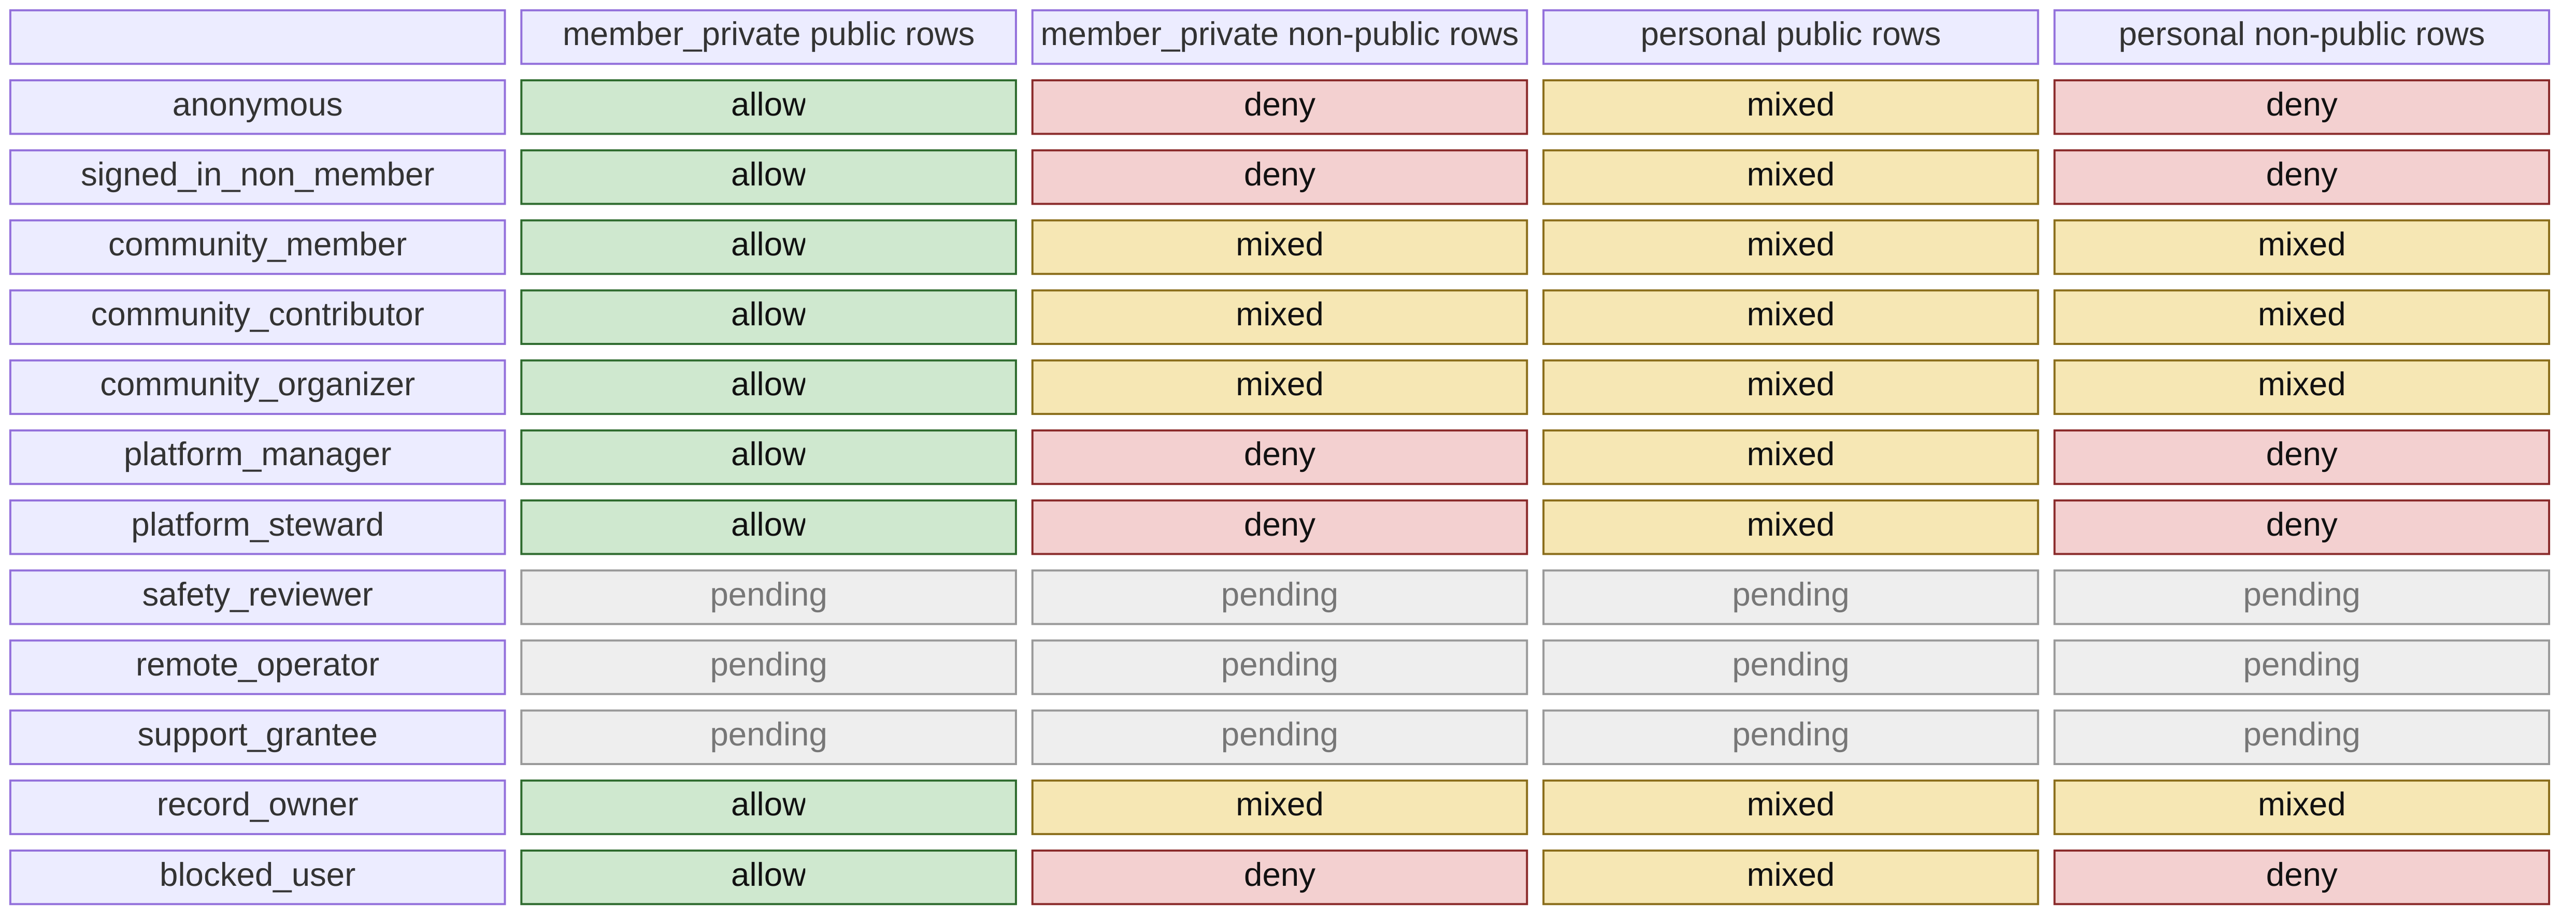 member_private public rows member_private non-public rows personal public rows personal non-public rows
anonymous allow deny mixed deny
signed_in_non_member allow deny mixed deny
community_member allow mixed mixed mixed
community_contributor allow mixed mixed mixed
community_organizer allow mixed mixed mixed
platform_manager allow deny mixed deny
platform_steward allow deny mixed deny
safety_reviewer pending pending pending pending
remote_operator pending pending pending pending
support_grantee pending pending pending pending
record_owner allow mixed mixed mixed
blocked_user allow deny mixed deny